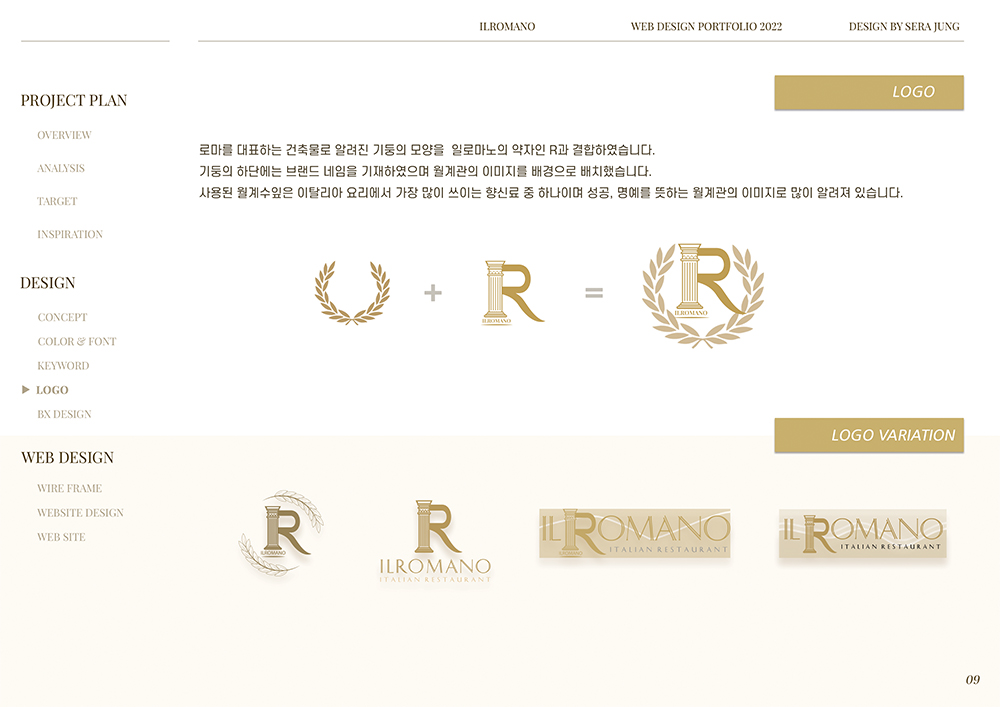 ILROMANO
WEB DESIGN PORTFOLIO 2022
DESIGN BY SERA JUNG
PROJECT PLAN
OVERVIEW
ANALYSIS
TARGET
INSPIRATION
DESIGN
CONCEPT
COLOR & FONT
KEYWORD
▶ LOGO
BX DESIGN
WEB DESIGN
WIRE FRAME
WEBSITE DESIGN
WEB SITE
LOGO
로마를 대표하는 건축물로 알려진 기둥의 모양을 일로마노의 약자인 R과 결합하였습니다.
기둥의 하단에는 브랜드 네임을 기재하였으며 월계관의 이미지를 배경으로 배치했습니다.
사용된 월계수잎은 이탈리아 요리에서 가장 많이 쓰이는 향신료 중 하나이며 성공, 명예를 뜻하는 월계관의 이미지로 많이 알려져 있습니다.
+
R
ILROMANO
=
R
ILROMANO
LOGO VARIATION
R
ILROMANO
R
ILROMANO
ITALIAN RESTAURANT
IL ROMANO
ILROMANO
ITALIAN RESTAURANT
IL ROMANO
ITALIAN RESTAURANT
09